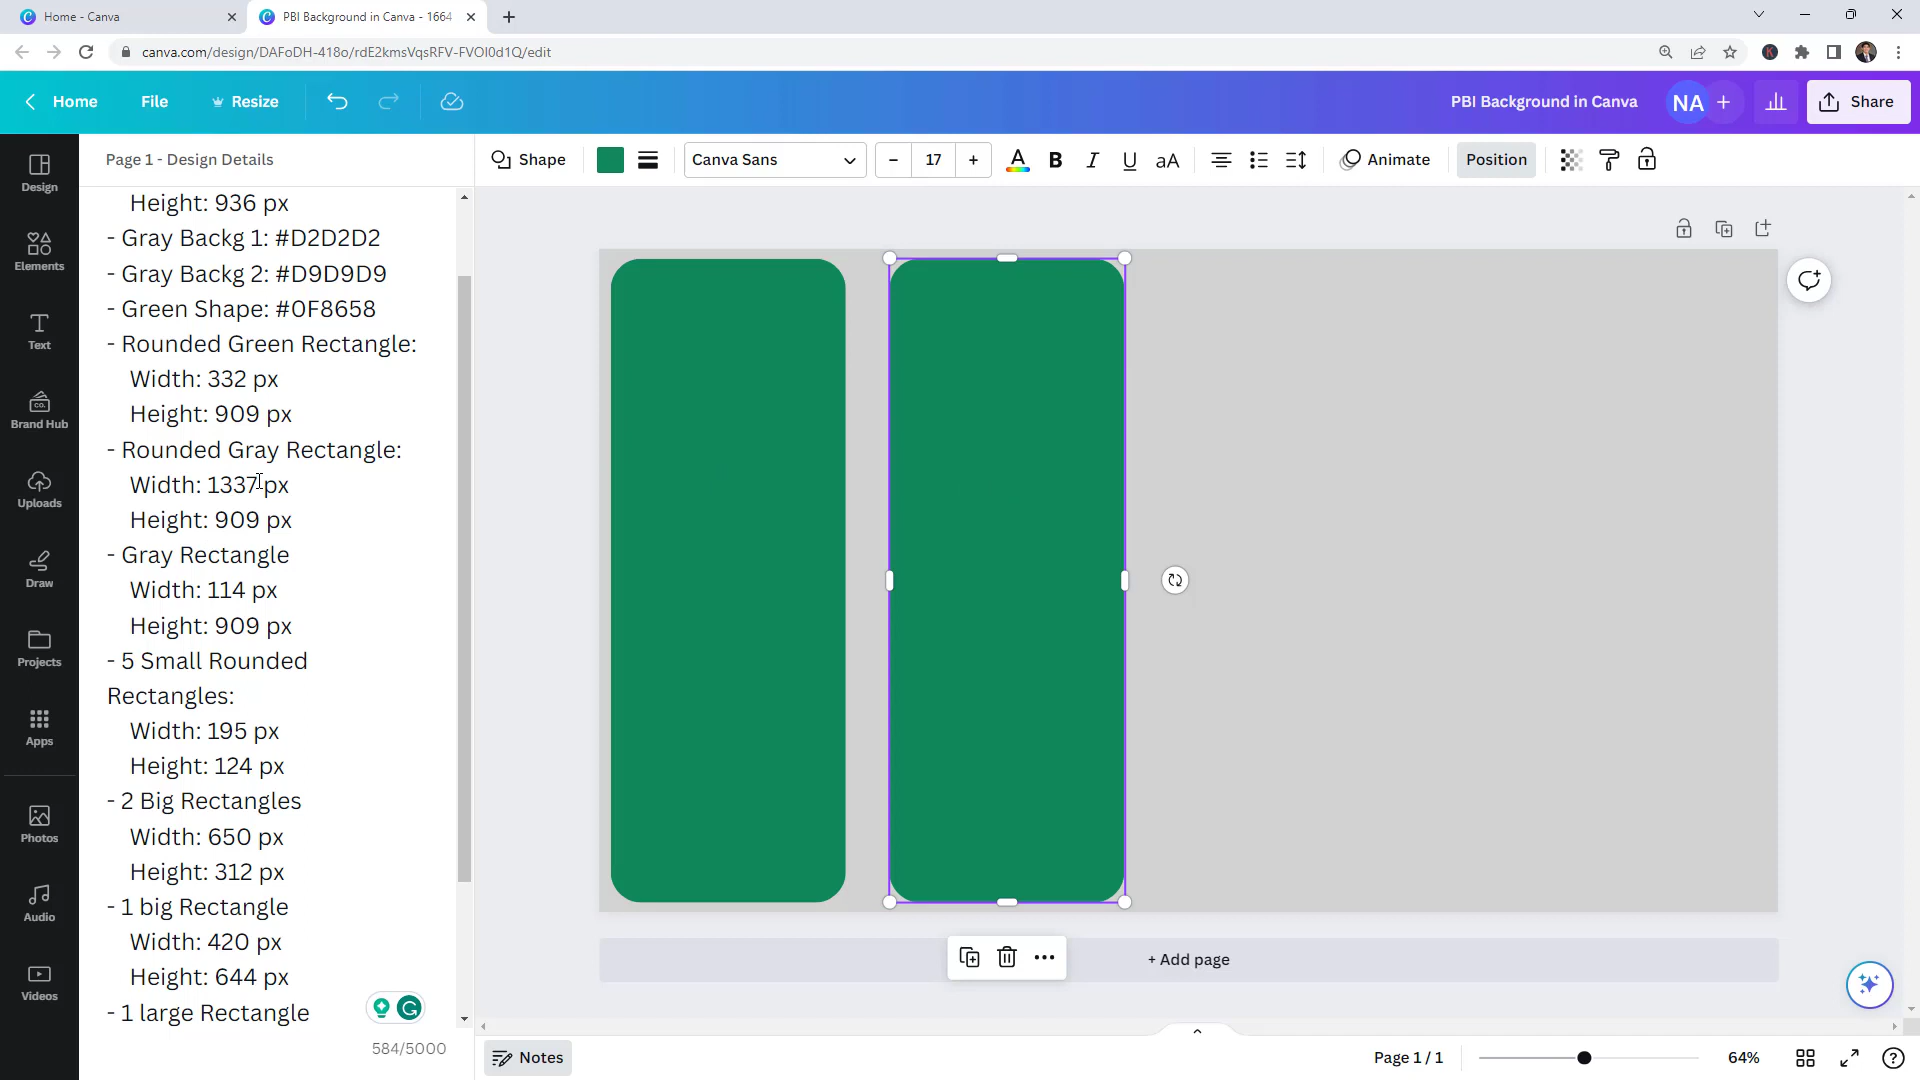 Home - Canva
PBI Background in Canva - 1664
canva.com/design/DAFoDH-418o/rdE2kmsVqsRFV-FVOl0d1Q/edit
Home
File
Resize
PBI Background in Canva
NA
Share
Page 1 - Design Details
Shape
Canva Sans
17
A
B
I
U
aA
Animate
Position
Design
Elements
Text
Brand Hub
Uploads
Draw
Projects
Apps
Photos
Audio
Videos
Height: 936 px
- Gray Backg 1: #D2D2D2
- Gray Backg 2: #D9D9D9
- Green Shape: #0F8658
- Rounded Green Rectangle:
Width: 332 px
Height: 909 px
- Rounded Gray Rectangle:
Width: 1337 px
Height: 909 px
- Gray Rectangle
Width: 114 px
Height: 909 px
- 5 Small Rounded
Rectangles:
Width: 195 px
Height: 124 px
- 2 Big Rectangles
Width: 650 px
Height: 312 px
- 1 big Rectangle
Width: 420 px
Height: 644 px
- 1 large Rectangle
584/5000
+ Add page
Notes
Page 1 / 1
64%